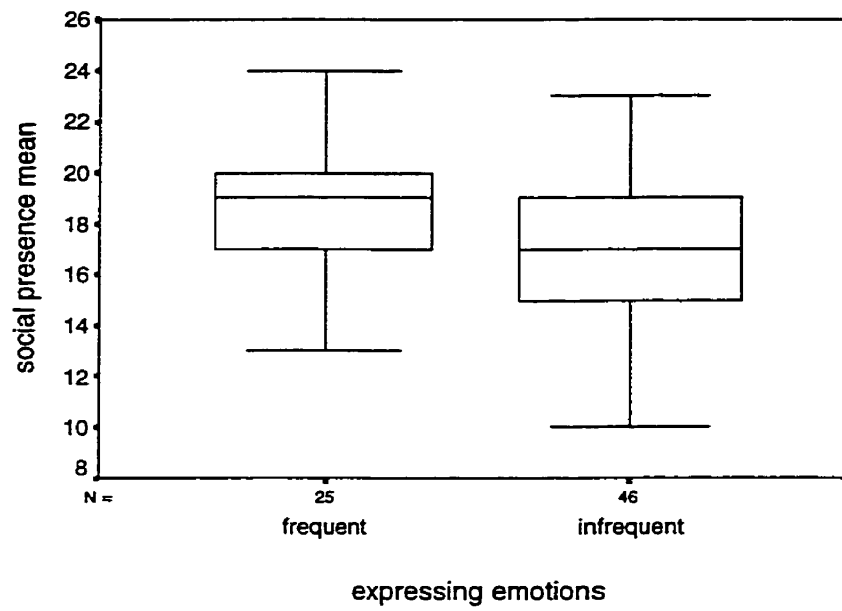 26
24
22
20
18
16
14
12
10
8
social presence mean
N = 25 46
frequent infrequent
expressing emotions